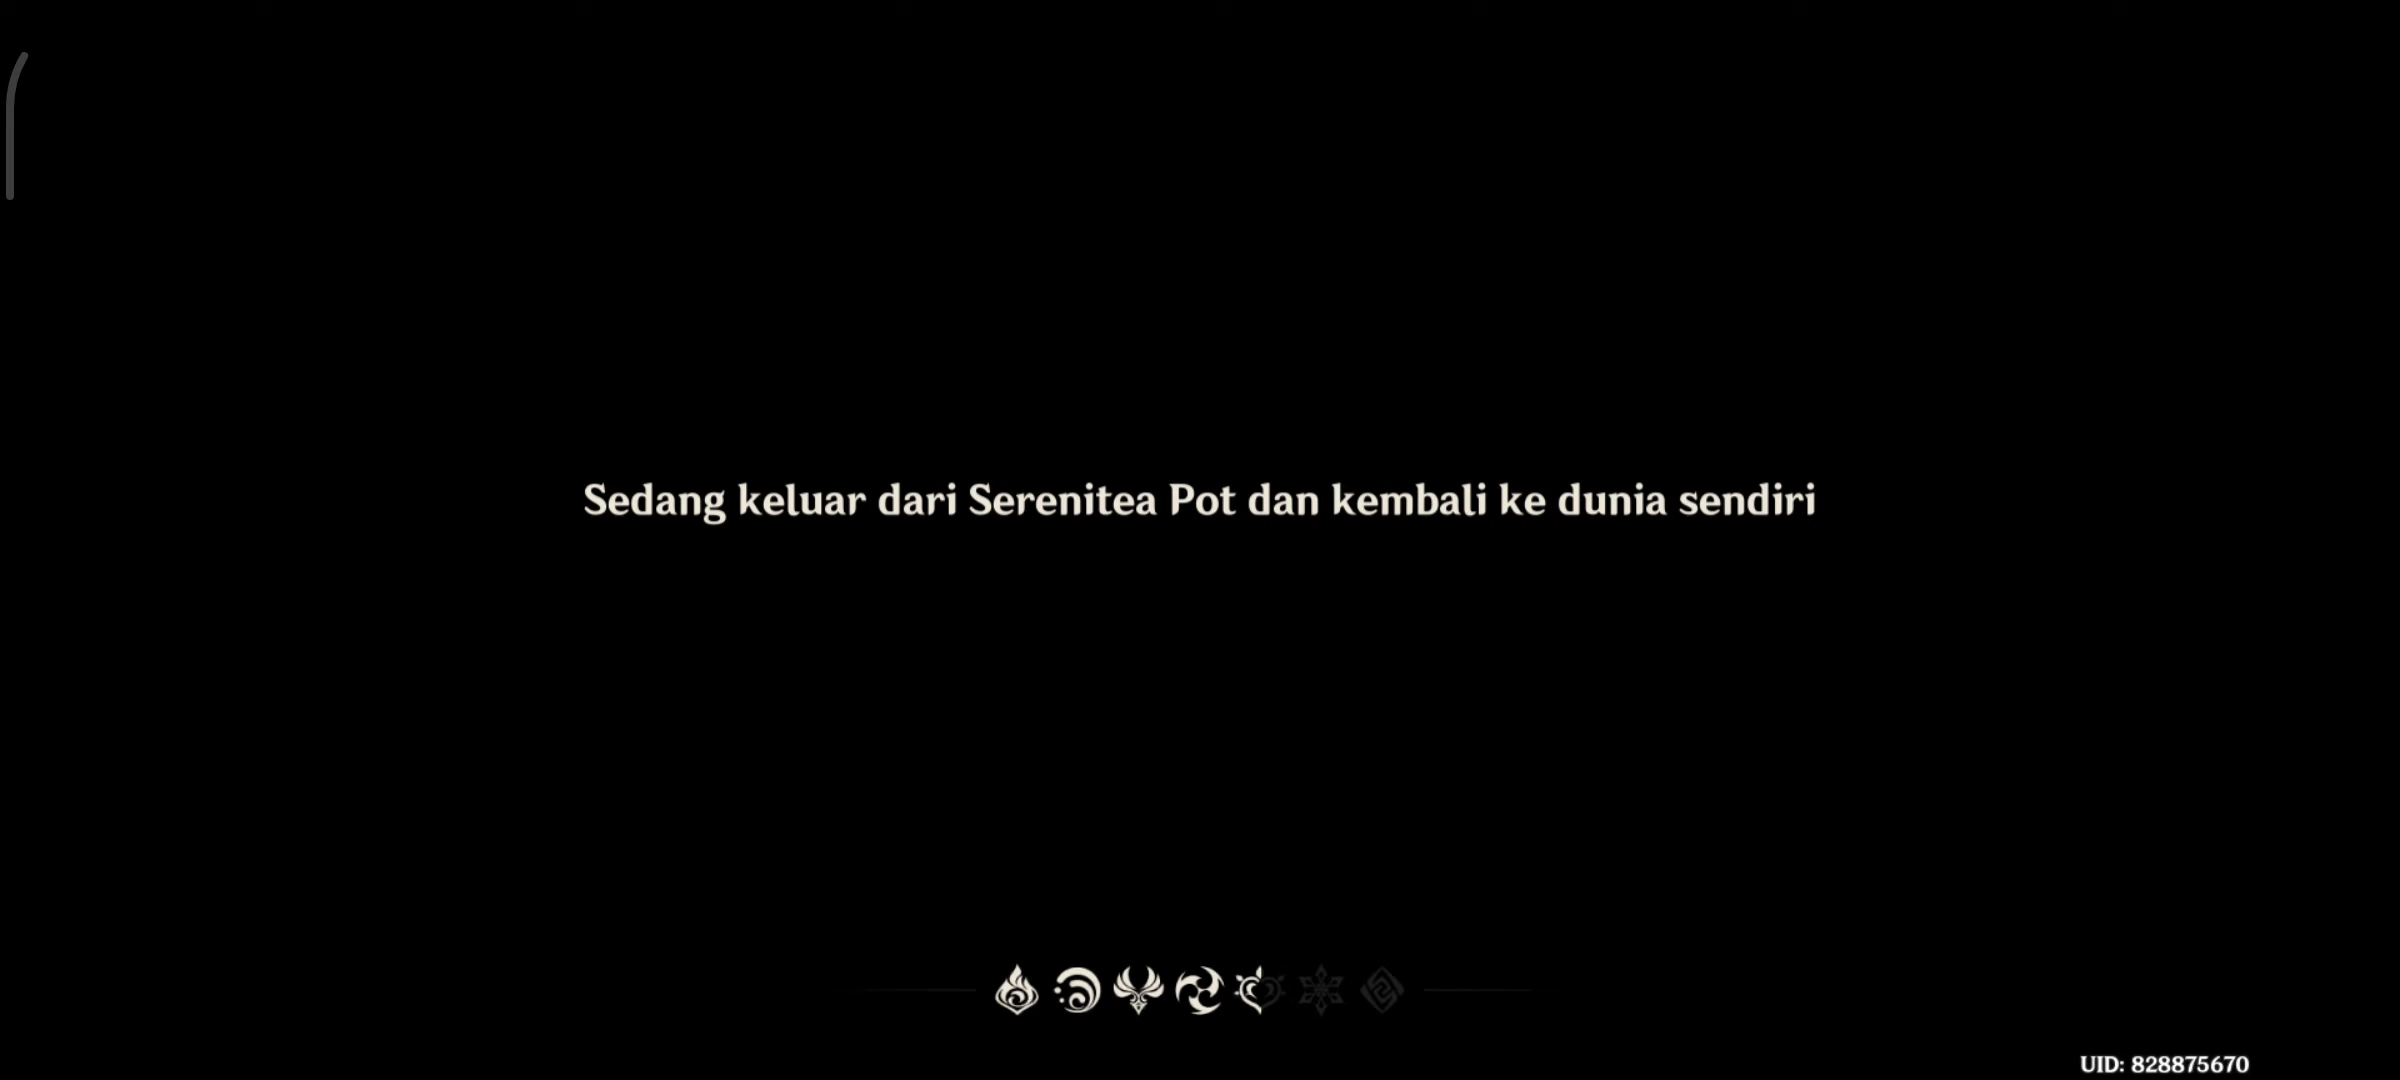 Sedang keluar dari Serenitea Pot dan kembali ke dunia sendiri
UID: 828875670